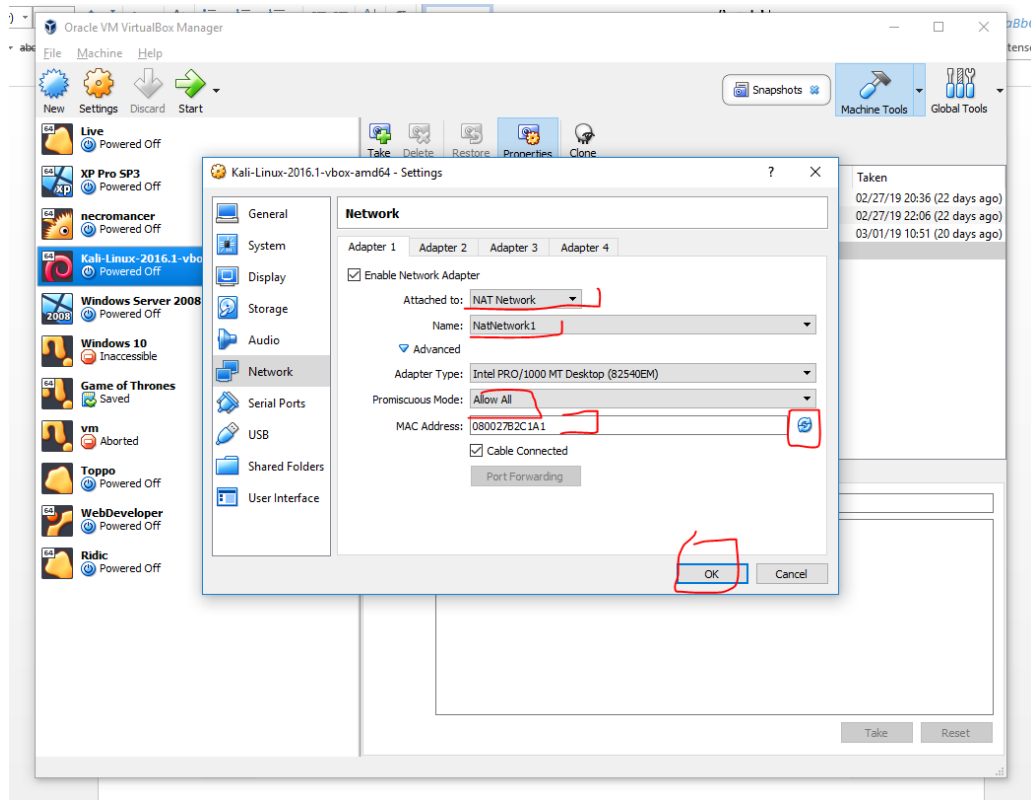 Oracle VM VirtualBox Manager
File Machine Help
New Settings Discard Start
Snapshots
Machine Tools Global Tools
Live
Powered Off
XP Pro SP3
Powered Off
necromancer
Powered Off
Kali-Linux-2016.1-vbo
Powered Off
Windows Server 2008
Powered Off
Windows 10
Inaccessible
Game of Thrones
Saved
vm
Aborted
Toppo
Powered Off
WebDeveloper
Powered Off
Ridic
Powered Off
Take Delete Restore Properties Clone
Taken
02/27/19 20:36 (22 days ago)
02/27/19 22:06 (22 days ago)
03/01/19 10:51 (20 days ago)
Kali-Linux-2016.1-vbox-amd64 - Settings
General
System
Display
Storage
Audio
Network
Serial Ports
USB
Shared Folders
User Interface
Network
Adapter 1 Adapter 2 Adapter 3 Adapter 4
Enable Network Adapter
Attached to: NAT Network
Name: NatNetwork1
Advanced
Adapter Type: Intel PRO/1000 MT Desktop (82540EM)
Promiscuous Mode: Allow All
MAC Address: 080027B2C1A1
Cable Connected
Port Forwarding
OK Cancel
Take Reset